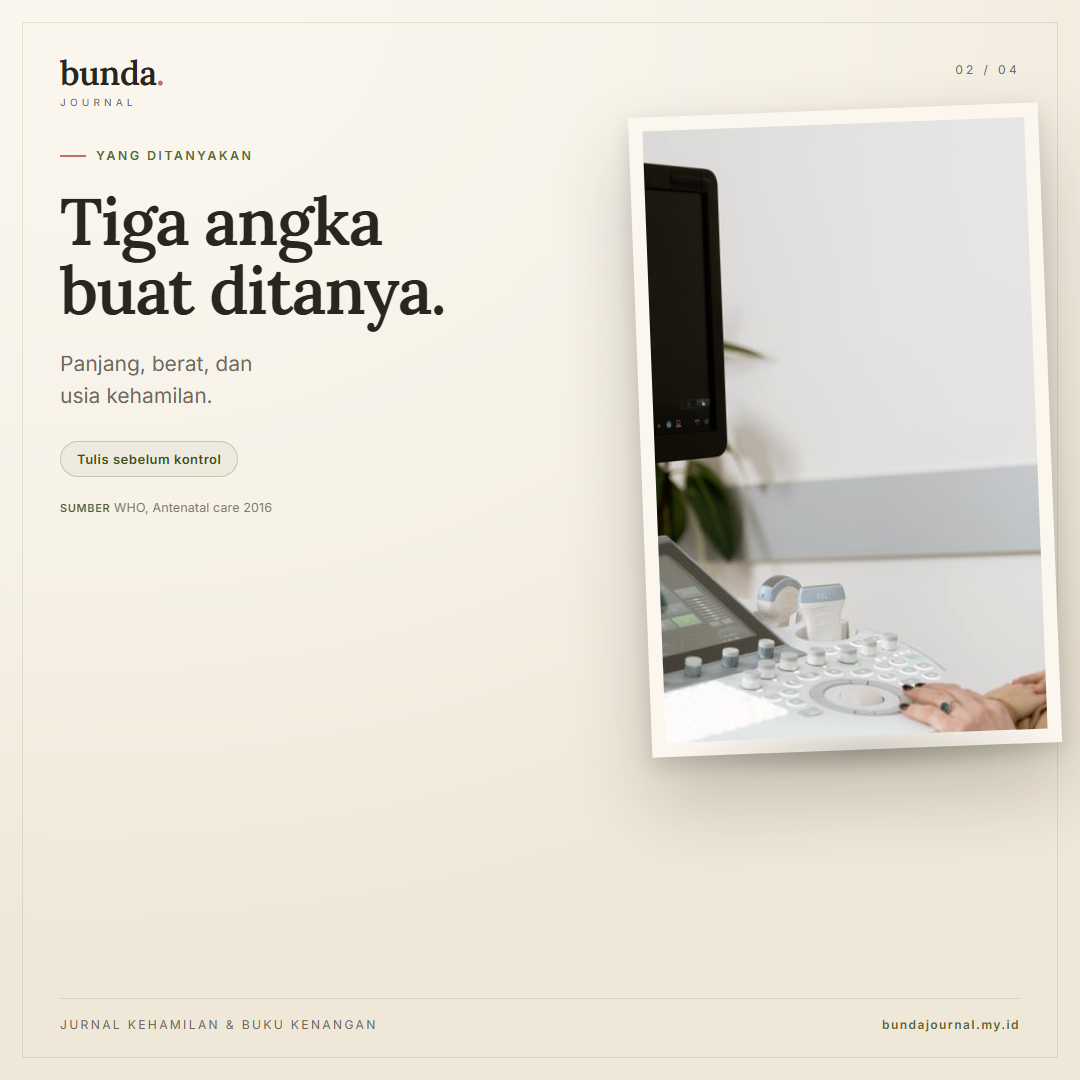 bunda.
JOURNAL
02 / 04
YANG DITANYAKAN
Tiga angka
buat ditanya.
Panjang, berat, dan
usia kehamilan.
Tulis sebelum kontrol
SUMBER WHO, Antenatal care 2016
JURNAL KEHAMILAN & BUKU KENANGAN
bundajournal.my.id